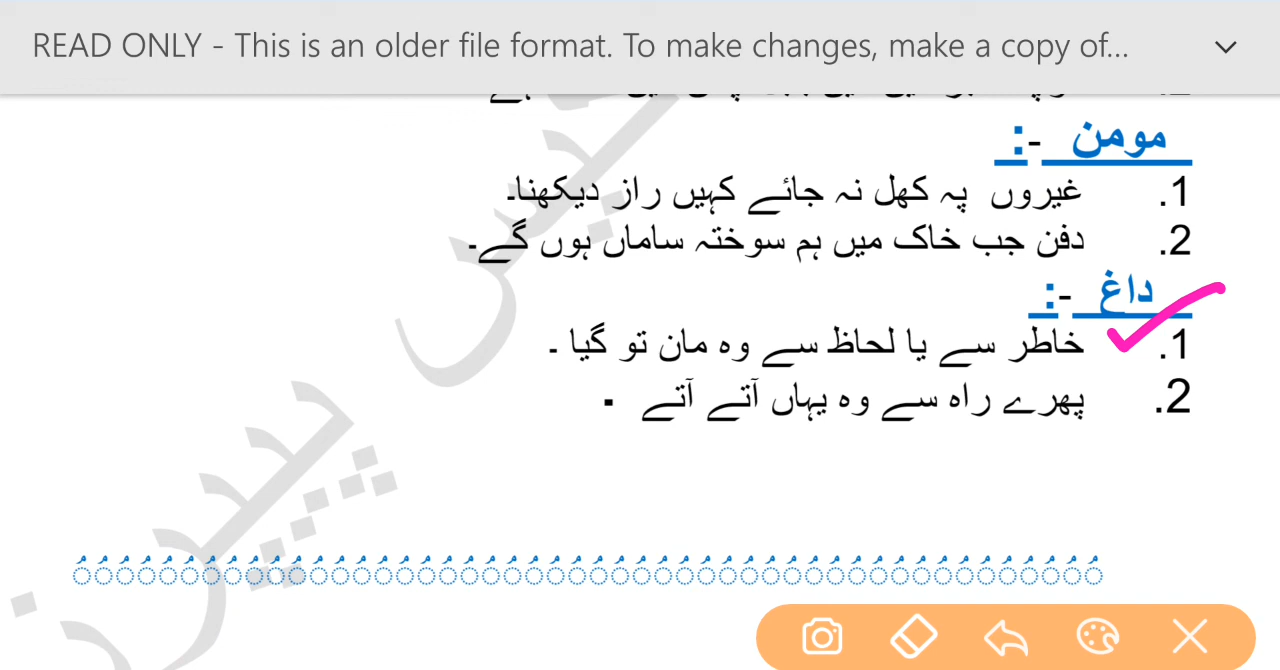 READ ONLY - This is an older file format. To make changes, make a copy of...
مومن -:
1. غیروں پہ کھل نہ جائے کہیں راز دیکھنا۔
2. دفن جب خاک میں ہم سوختہ ساماں ہوں گے۔
داغ -:
1. خاطر سے یا لحاظ سے وہ مان تو گیا ۔
2. پھرے راہ سے وہ یہاں آتے آتے ۔